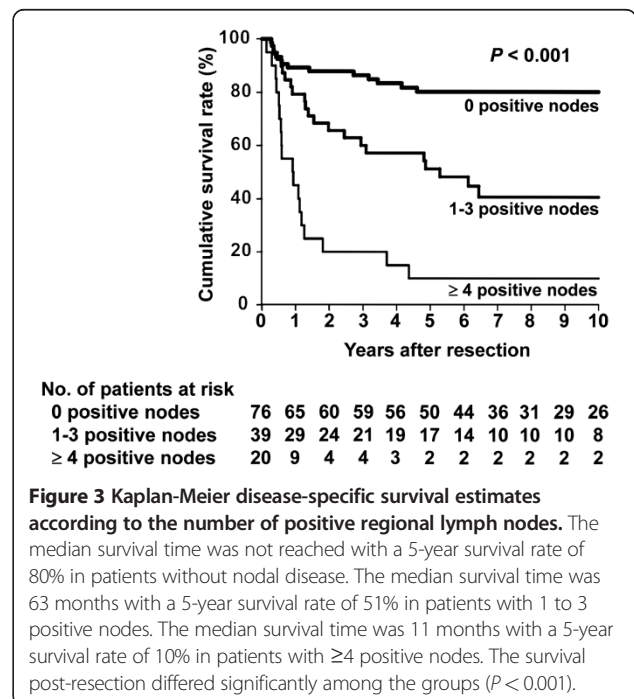 100
P < 0.001
80
0 positive nodes
60
40
1-3 positive nodes
20
≥ 4 positive nodes
0
Cumulative survival rate (%)
0 1 2 3 4 5 6 7 8 9 10
Years after resection
No. of patients at risk
0 positive nodes 76 65 60 59 56 50 44 36 31 29 26
1-3 positive nodes 39 29 24 21 19 17 14 10 10 10 8
≥ 4 positive nodes 20 9 4 4 3 2 2 2 2 2 2
Figure 3 Kaplan-Meier disease-specific survival estimates
according to the number of positive regional lymph nodes. The
median survival time was not reached with a 5-year survival rate of
80% in patients without nodal disease. The median survival time was
63 months with a 5-year survival rate of 51% in patients with 1 to 3
positive nodes. The median survival time was 11 months with a 5-year
survival rate of 10% in patients with ≥4 positive nodes. The survival
post-resection differed significantly among the groups (P < 0.001).